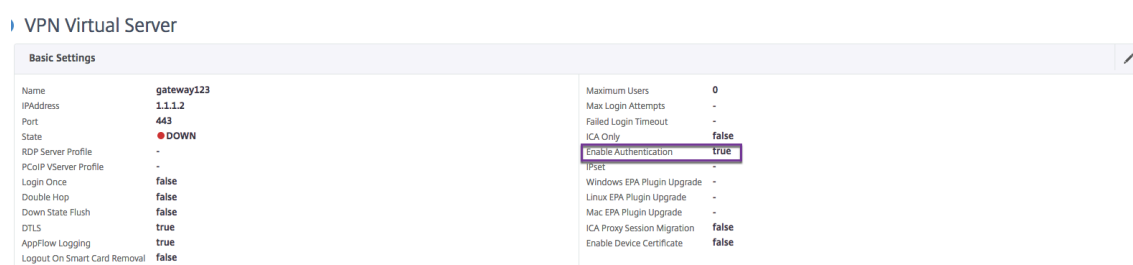 VPN Virtual Server
Basic Settings
Name gateway123
IPAddress 1.1.1.2
Port 443
State DOWN
RDP Server Profile -
PCoIP VServer Profile -
Login Once false
Double Hop false
Down State Flush false
DTLS true
AppFlow Logging true
Logout On Smart Card Removal false
Maximum Users 0
Max Login Attempts -
Failed Login Timeout -
ICA Only false
Enable Authentication true
IPset -
Windows EPA Plugin Upgrade -
Linux EPA Plugin Upgrade -
Mac EPA Plugin Upgrade -
ICA Proxy Session Migration false
Enable Device Certificate false